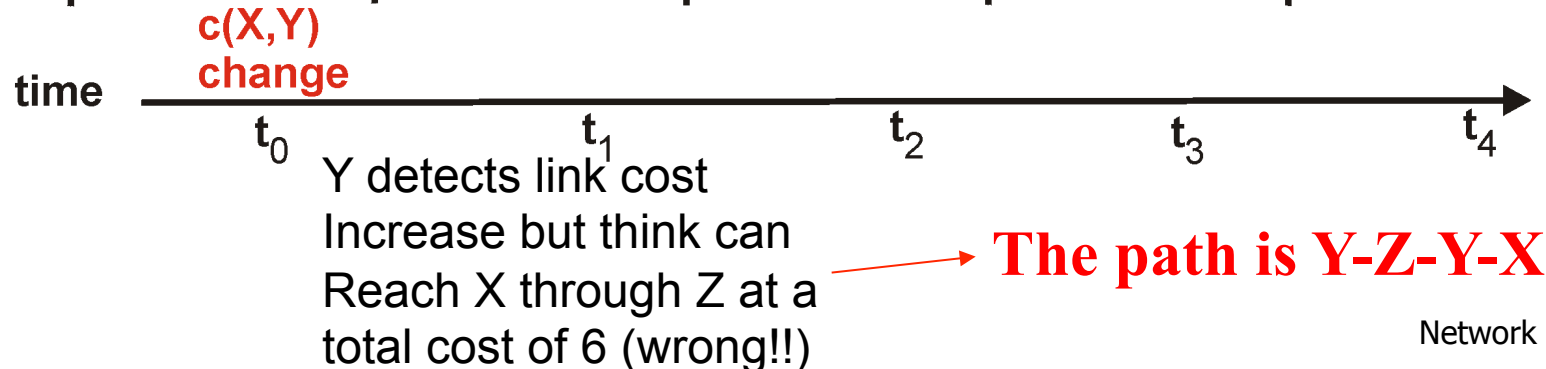 c(X,Y)
change
time
t0 t1 t2 t3 t4
Y detects link cost
Increase but think can
Reach X through Z at a
total cost of 6 (wrong!!)
The path is Y-Z-Y-X
Network